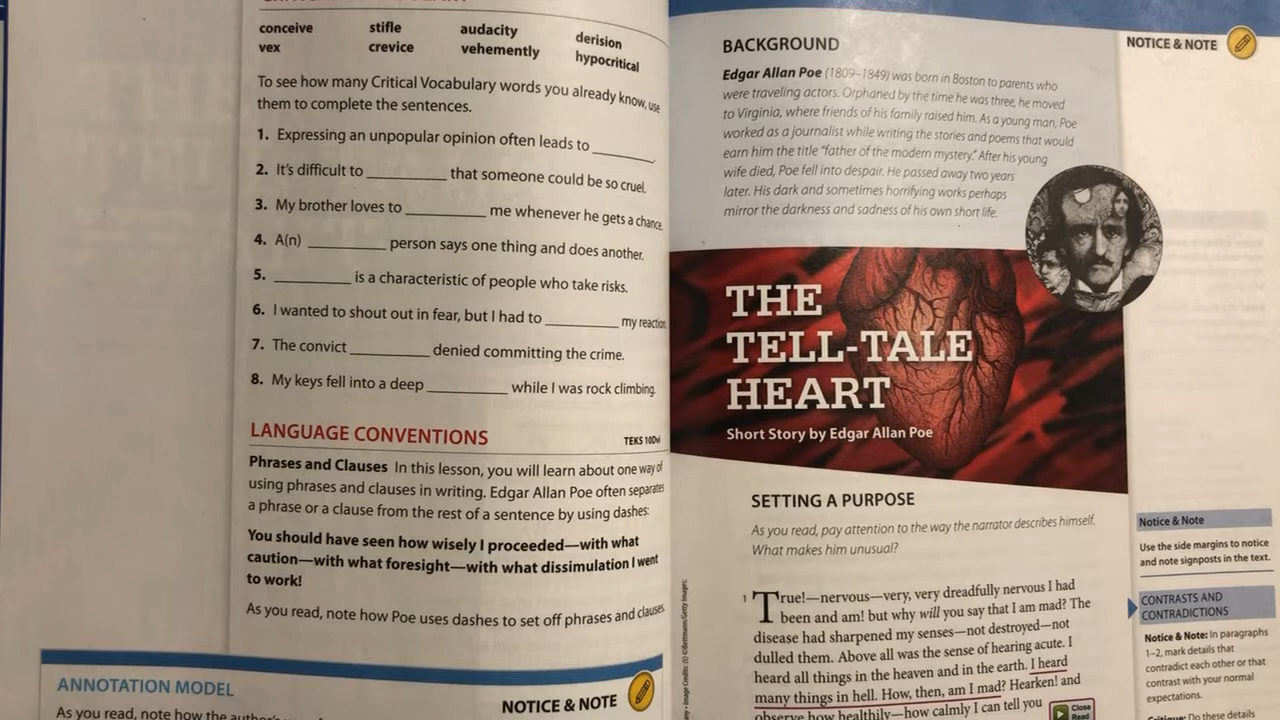 conceive stifle audacity derision
vex crevice vehemently hypocritical
To see how many Critical Vocabulary words you already know, use
them to complete the sentences.
1. Expressing an unpopular opinion often leads to ________.
2. It's difficult to ________ that someone could be so cruel.
3. My brother loves to ________ me whenever he gets a chance.
4. A(n) ________ person says one thing and does another.
5. ________ is a characteristic of people who take risks.
6. I wanted to shout out in fear, but I had to ________ my reaction.
7. The convict ________ denied committing the crime.
8. My keys fell into a deep ________ while I was rock climbing.
LANGUAGE CONVENTIONS TEKS 10Dvi
Phrases and Clauses In this lesson, you will learn about one way of
using phrases and clauses in writing. Edgar Allan Poe often separates
a phrase or a clause from the rest of a sentence by using dashes:
You should have seen how wisely I proceeded—with what
caution—with what foresight—with what dissimulation I went
to work!
As you read, note how Poe uses dashes to set off phrases and clauses.
ANNOTATION MODEL NOTICE & NOTE
As you read, note how the author's
BACKGROUND
Edgar Allan Poe (1809–1849) was born in Boston to parents who
were traveling actors. Orphaned by the time he was three, he moved
to Virginia, where friends of his family raised him. As a young man, Poe
worked as a journalist while writing the stories and poems that would
earn him the title "father of the modern mystery." After his young
wife died, Poe fell into despair. He passed away two years
later. His dark and sometimes horrifying works perhaps
mirror the darkness and sadness of his own short life.
NOTICE & NOTE
THE
TELL-TALE
HEART
Short Story by Edgar Allan Poe
SETTING A PURPOSE
As you read, pay attention to the way the narrator describes himself.
What makes him unusual?
1 True!—nervous—very, very dreadfully nervous I had
been and am! but why will you say that I am mad? The
disease had sharpened my senses—not destroyed—not
dulled them. Above all was the sense of hearing acute. I
heard all things in the heaven and in the earth. I heard
many things in hell. How, then, am I mad? Hearken! and
observe how healthily—how calmly I can tell you
Close
Read
Image Credits: (t) ©Bettmann/Getty Images;
Notice & Note
Use the side margins to notice
and note signposts in the text.
CONTRASTS AND
CONTRADICTIONS
Notice & Note: In paragraphs
1–2, mark details that
contradict each other or that
contrast with your normal
expectations.
Critique: Do these details